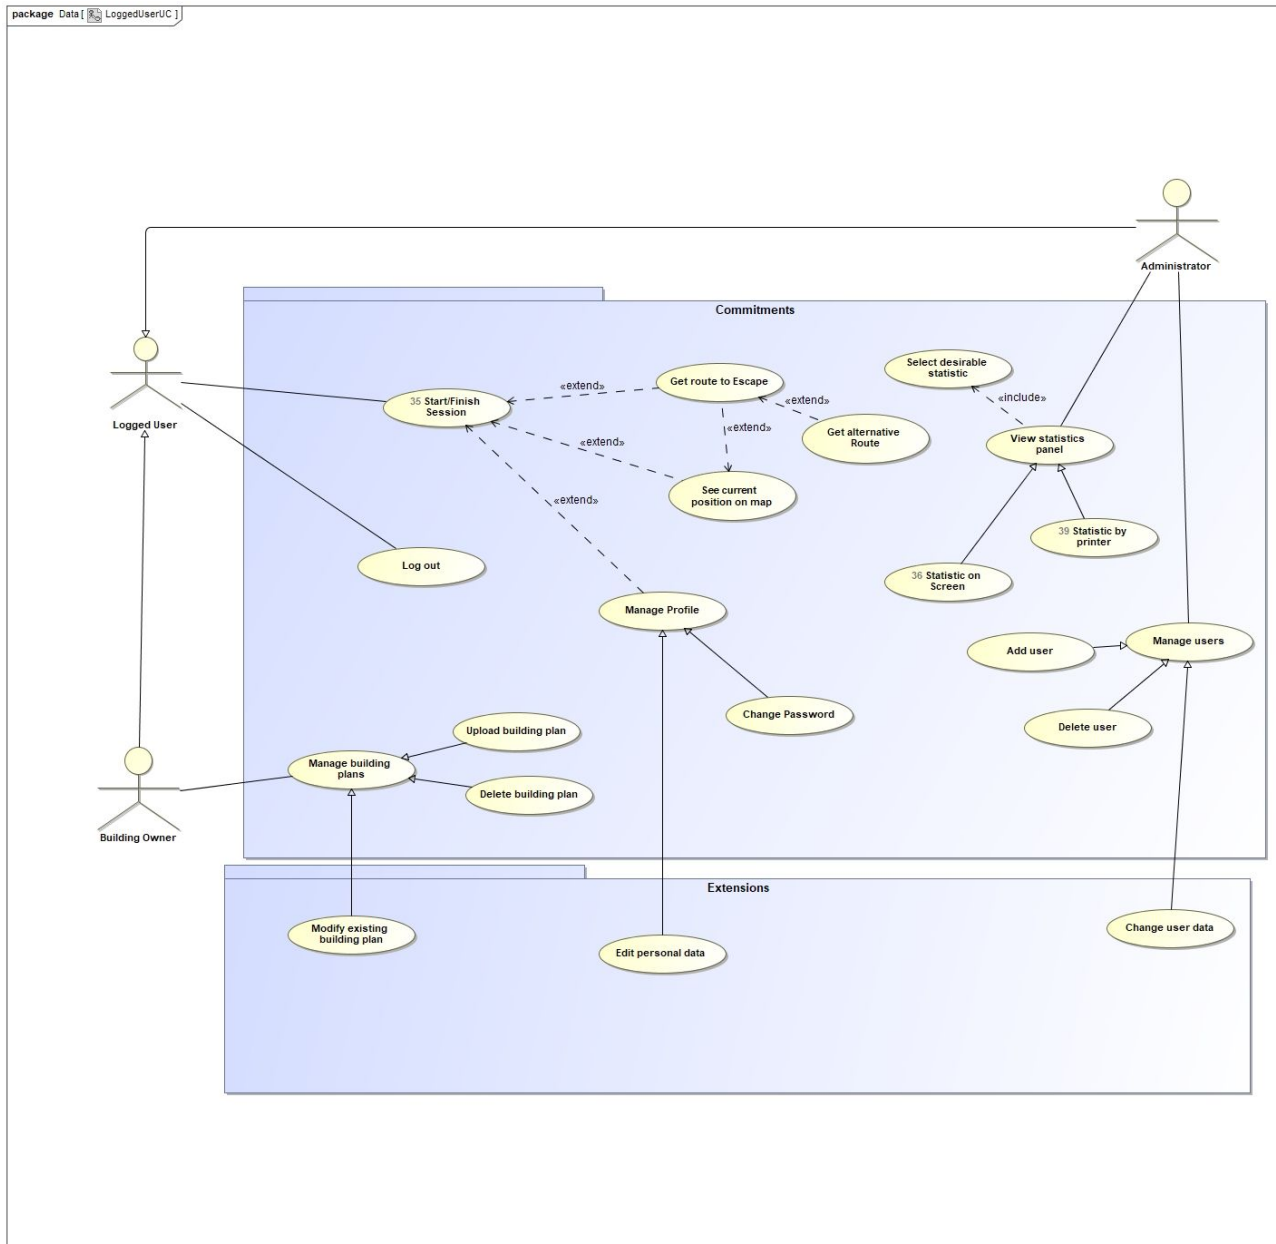 package Data [ LoggedUserUC ]
Administrator
Commitments
Logged User
35 Start/Finish
Session
«extend»
Get route to Escape
«extend»
Get alternative
Route
«extend»
«extend»
See current
position on map
«extend»
Select desirable
statistic
«include»
View statistics
panel
39 Statistic by
printer
36 Statistic on
Screen
Log out
Manage Profile
Add user
Manage users
Delete user
Change Password
Upload building plan
Manage building
plans
Delete building plan
Building Owner
Extensions
Modify existing
building plan
Edit personal data
Change user data